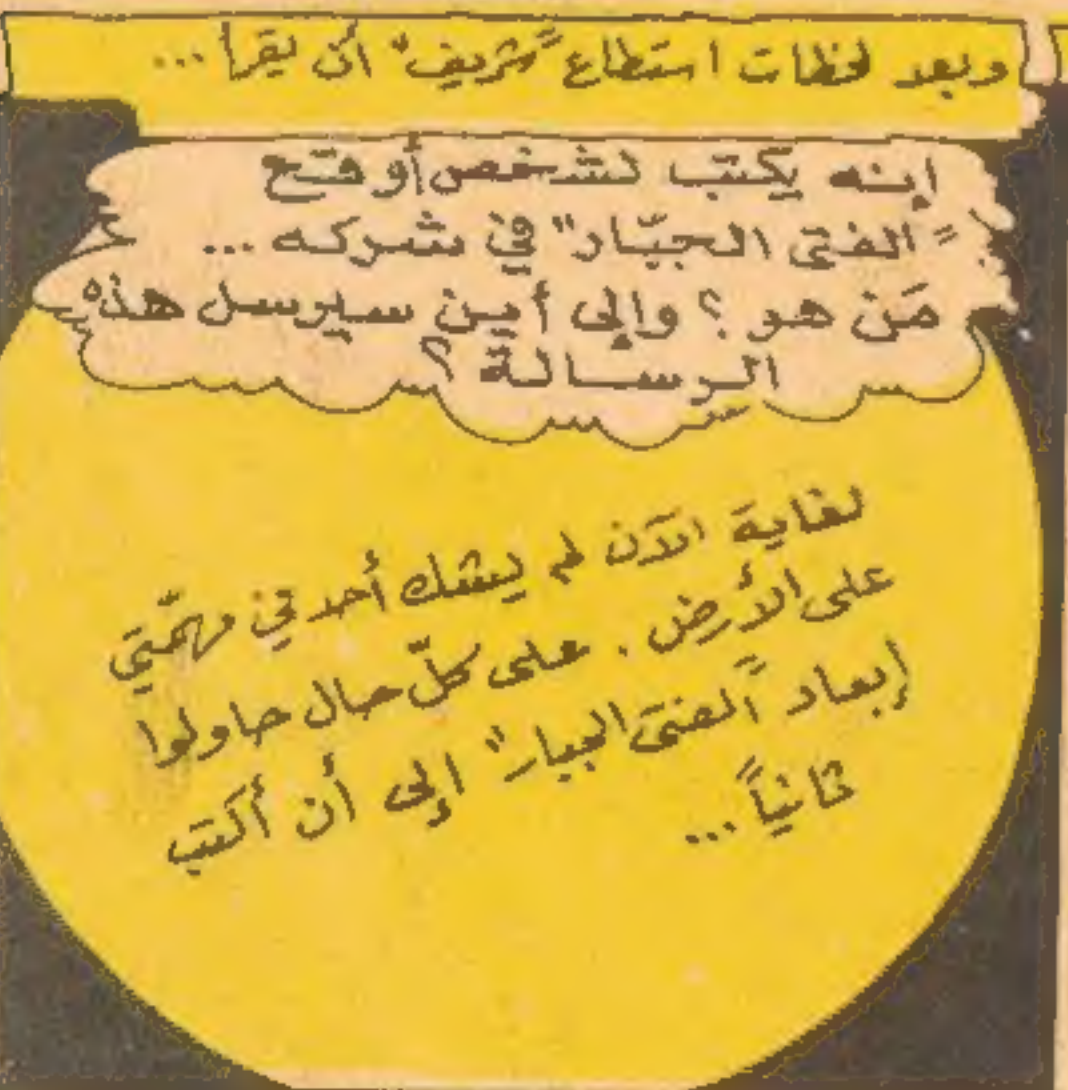 وبعد لحظات استطاع "شريف" أن يقرأ...
إنه يكتب لشخص أوقع
"الفتى الجبّار" في شركه...
مَن هو؟ وإلى أين سيرسل هذه
الرسالة؟
لغاية الآن لم يشك أحد في مهمّتي
على الأرض. على كلّ حال حاولوا
إبعاد "الفتى الجبار" إلى أن أكتب
ثانياً...